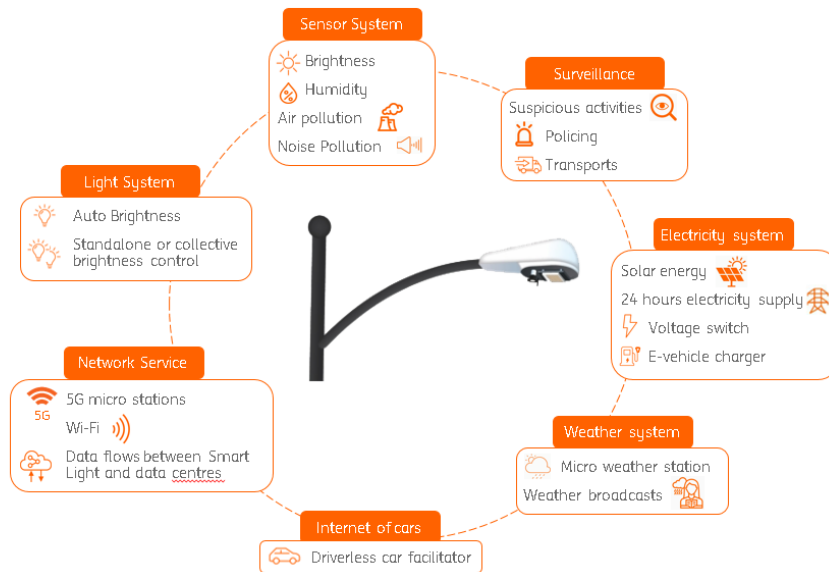 Sensor System
Brightness
Humidity
Air pollution
Noise Pollution
Surveillance
Suspicious activities
Policing
Transports
Light System
Auto Brightness
Standalone or collective
brightness control
Electricity system
Solar energy
24 hours electricity supply
Voltage switch
E-vehicle charger
Network Service
5G
5G micro stations
Wi-Fi
Data flows between Smart
Light and data centres
Weather system
Micro weather station
Weather broadcasts
Internet of cars
Driverless car facilitator